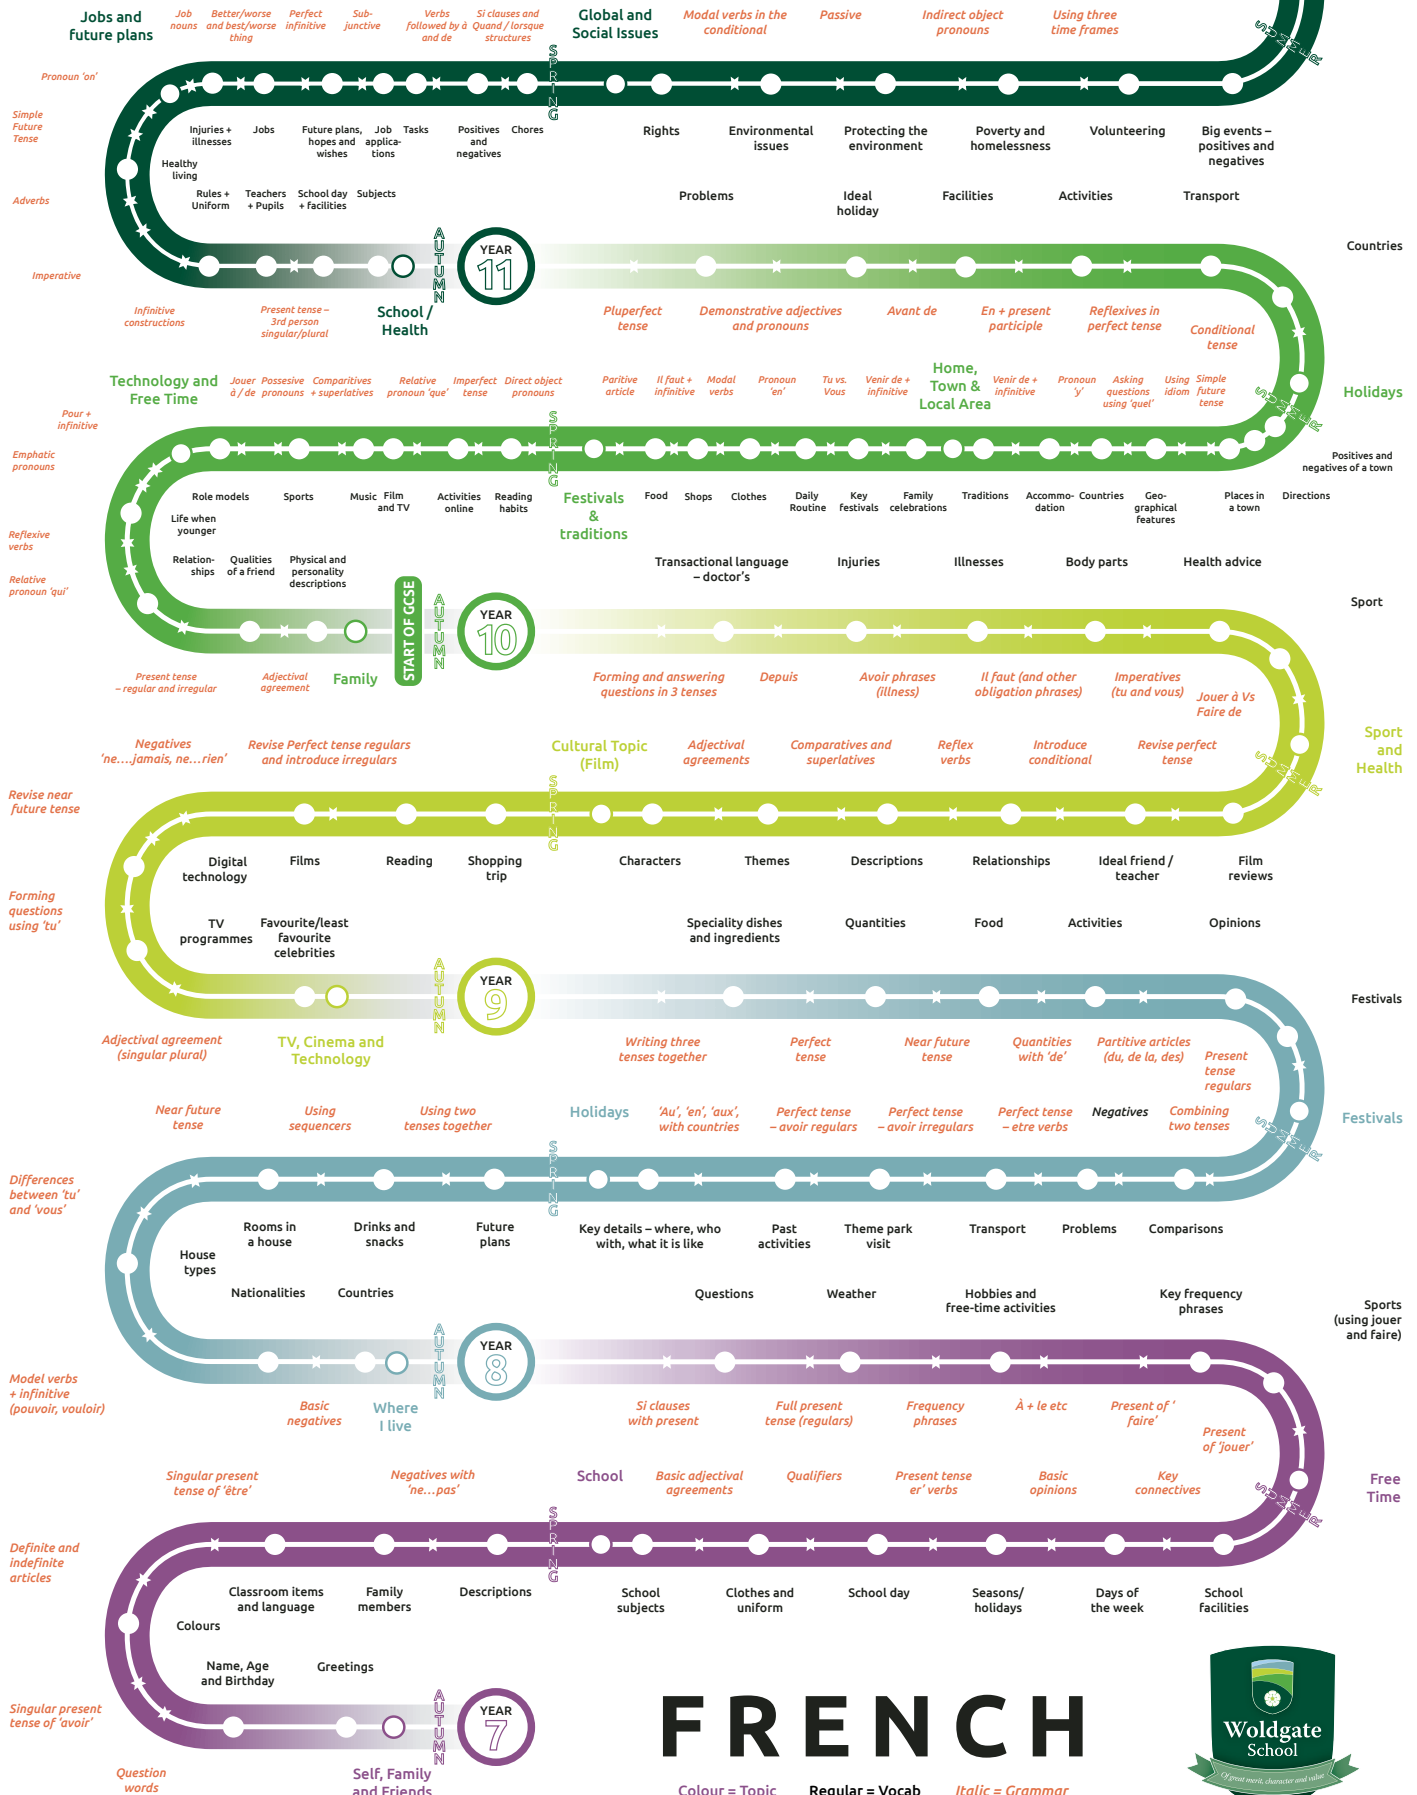 Jobs and
future plans
Job
nouns
Better/worse
and best/worse
thing
Perfect
infinitive
Sub-
junctive
Verbs
followed by à
and de
Si clauses and
Quand / lorsque
structures
Global and
Social Issues
Modal verbs in the
conditional
Passive
Indirect object
pronouns
Using three
time frames
SUMMER
SPRING
Pronoun ‘on’
Simple
Future
Tense
Adverbs
Imperative
Injuries +
illnesses
Jobs
Future plans,
hopes and
wishes
Job
applica-
tions
Tasks
Positives
and
negatives
Chores
Rights
Environmental
issues
Protecting the
environment
Poverty and
homelessness
Volunteering
Big events –
positives and
negatives
Healthy
living
Rules +
Uniform
Teachers
+ Pupils
School day
+ facilities
Subjects
Problems
Ideal
holiday
Facilities
Activities
Transport
Countries
AUTUMN
YEAR
11
Infinitive
constructions
Present tense –
3rd person
singular/plural
School /
Health
Pluperfect
tense
Demonstrative adjectives
and pronouns
Avant de
En + present
participle
Reflexives in
perfect tense
Conditional
tense
Technology and
Free Time
Jouer
à / de
Possesive
pronouns
Comparitives
+ superlatives
Relative
pronoun ‘que’
Imperfect
tense
Direct object
pronouns
Paritive
article
Il faut +
infinitive
Modal
verbs
Pronoun
‘en’
Tu vs.
Vous
Venir de +
infinitive
Home,
Town &
Local Area
Venir de +
infinitive
Pronoun
‘y’
Asking
questions
using ‘quel’
Using
idiom
Simple
future
tense
Holidays
SUMMER
SPRING
Pour +
infinitive
Emphatic
pronouns
Reflexive
verbs
Relative
pronoun ‘qui’
Positives and
negatives of a town
Role models
Sports
Music
Film
and TV
Activities
online
Reading
habits
Festivals
&
traditions
Food
Shops
Clothes
Daily
Routine
Key
festivals
Family
celebrations
Traditions
Accommo-
dation
Countries
Geo-
graphical
features
Places in
a town
Directions
Life when
younger
Relation-
ships
Qualities
of a friend
Physical and
personality
descriptions
Transactional language
– doctor’s
Injuries
Illnesses
Body parts
Health advice
Sport
START OF GCSE
AUTUMN
YEAR
10
Present tense
– regular and irregular
Adjectival
agreement
Family
Forming and answering
questions in 3 tenses
Depuis
Avoir phrases
(illness)
Il faut (and other
obligation phrases)
Imperatives
(tu and vous)
Jouer à Vs
Faire de
Negatives
‘ne....jamais, ne...rien’
Revise Perfect tense regulars
and introduce irregulars
Cultural Topic
(Film)
Adjectival
agreements
Comparatives and
superlatives
Reflex
verbs
Introduce
conditional
Revise perfect
tense
Sport
and
Health
SUMMER
SPRING
Revise near
future tense
Forming
questions
using ‘tu’
Digital
technology
Films
Reading
Shopping
trip
Characters
Themes
Descriptions
Relationships
Ideal friend /
teacher
Film
reviews
TV
programmes
Favourite/least
favourite
celebrities
Speciality dishes
and ingredients
Quantities
Food
Activities
Opinions
Festivals
AUTUMN
YEAR
9
Adjectival agreement
(singular plural)
TV, Cinema and
Technology
Writing three
tenses together
Perfect
tense
Near future
tense
Quantities
with ‘de’
Partitive articles
(du, de la, des)
Present
tense
regulars
Near future
tense
Using
sequencers
Using two
tenses together
Holidays
‘Au’, ‘en’, ‘aux’,
with countries
Perfect tense
– avoir regulars
Perfect tense
– avoir irregulars
Perfect tense
– etre verbs
Negatives
Combining
two tenses
Festivals
SUMMER
SPRING
Differences
between ‘tu’
and ‘vous’
Rooms in
a house
Drinks and
snacks
Future
plans
Key details – where, who
with, what it is like
Past
activities
Theme park
visit
Transport
Problems
Comparisons
House
types
Nationalities
Countries
Questions
Weather
Hobbies and
free-time activities
Key frequency
phrases
Sports
(using jouer
and faire)
AUTUMN
YEAR
8
Model verbs
+ infinitive
(pouvoir, vouloir)
Basic
negatives
Where
I live
Si clauses
with present
Full present
tense (regulars)
Frequency
phrases
À + le etc
Present of ‘
faire’
Present
of ‘jouer’
Singular present
tense of ‘être’
Negatives with
‘ne...pas’
School
Basic adjectival
agreements
Qualifiers
Present tense
er’ verbs
Basic
opinions
Key
connectives
Free
Time
SUMMER
SPRING
Definite and
indefinite
articles
Classroom items
and language
Family
members
Descriptions
School
subjects
Clothes and
uniform
School day
Seasons/
holidays
Days of
the week
School
facilities
Colours
Name, Age
and Birthday
Greetings
AUTUMN
YEAR
7
Singular present
tense of ‘avoir’
Question
words
Self, Family
and Friends
FRENCH
Colour = Topic
Regular = Vocab
Italic = Grammar
Woldgate
School
Of great merit, character and value